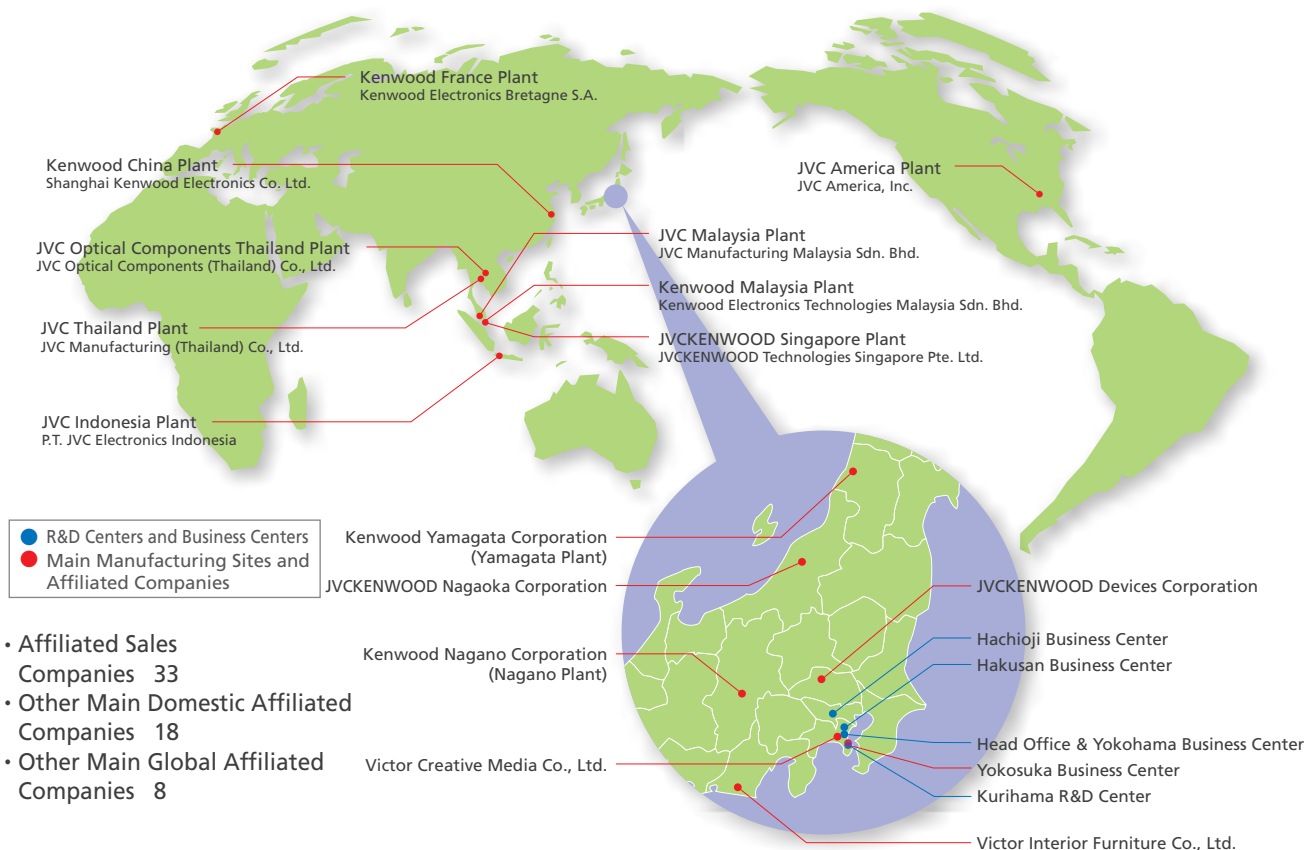 Kenwood France Plant
Kenwood Electronics Bretagne S.A.
Kenwood China Plant
Shanghai Kenwood Electronics Co. Ltd.
JVC America Plant
JVC America, Inc.
JVC Optical Components Thailand Plant
JVC Optical Components (Thailand) Co., Ltd.
JVC Malaysia Plant
JVC Manufacturing Malaysia Sdn. Bhd.
Kenwood Malaysia Plant
Kenwood Electronics Technologies Malaysia Sdn. Bhd.
JVC Thailand Plant
JVC Manufacturing (Thailand) Co., Ltd.
JVCKENWOOD Singapore Plant
JVCKENWOOD Technologies Singapore Pte. Ltd.
JVC Indonesia Plant
P.T. JVC Electronics Indonesia
R&D Centers and Business Centers
Main Manufacturing Sites and
Affiliated Companies
• Affiliated Sales
Companies 33
• Other Main Domestic Affiliated
Companies 18
• Other Main Global Affiliated
Companies 8
Kenwood Yamagata Corporation
(Yamagata Plant)
JVCKENWOOD Nagaoka Corporation
Kenwood Nagano Corporation
(Nagano Plant)
Victor Creative Media Co., Ltd.
JVCKENWOOD Devices Corporation
Hachioji Business Center
Hakusan Business Center
Head Office & Yokohama Business Center
Yokosuka Business Center
Kurihama R&D Center
Victor Interior Furniture Co., Ltd.